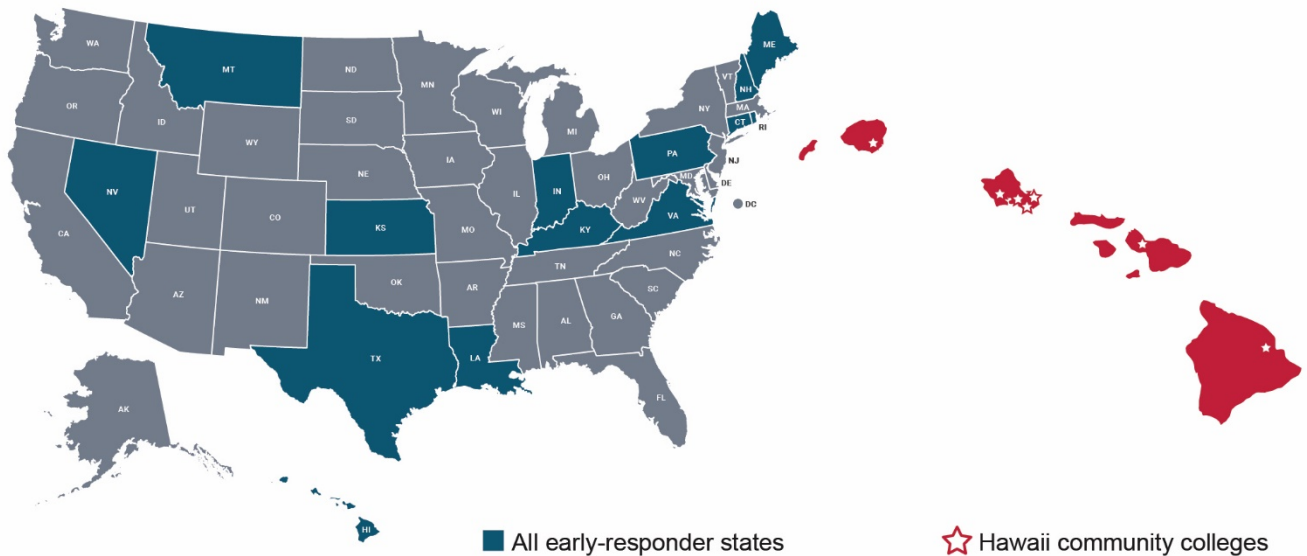 WA
MT
ND
MN
OR
ID
WY
SD
WI
MI
NY
VT
NH
ME
MA
CT
RI
NV
UT
CO
NE
IA
IL
IN
OH
PA
NJ
MD
DE
DC
WV
VA
CA
KS
MO
KY
AZ
NM
OK
AR
TN
NC
SC
TX
LA
MS
AL
GA
FL
AK
HI
All early-responder states
Hawaii community colleges